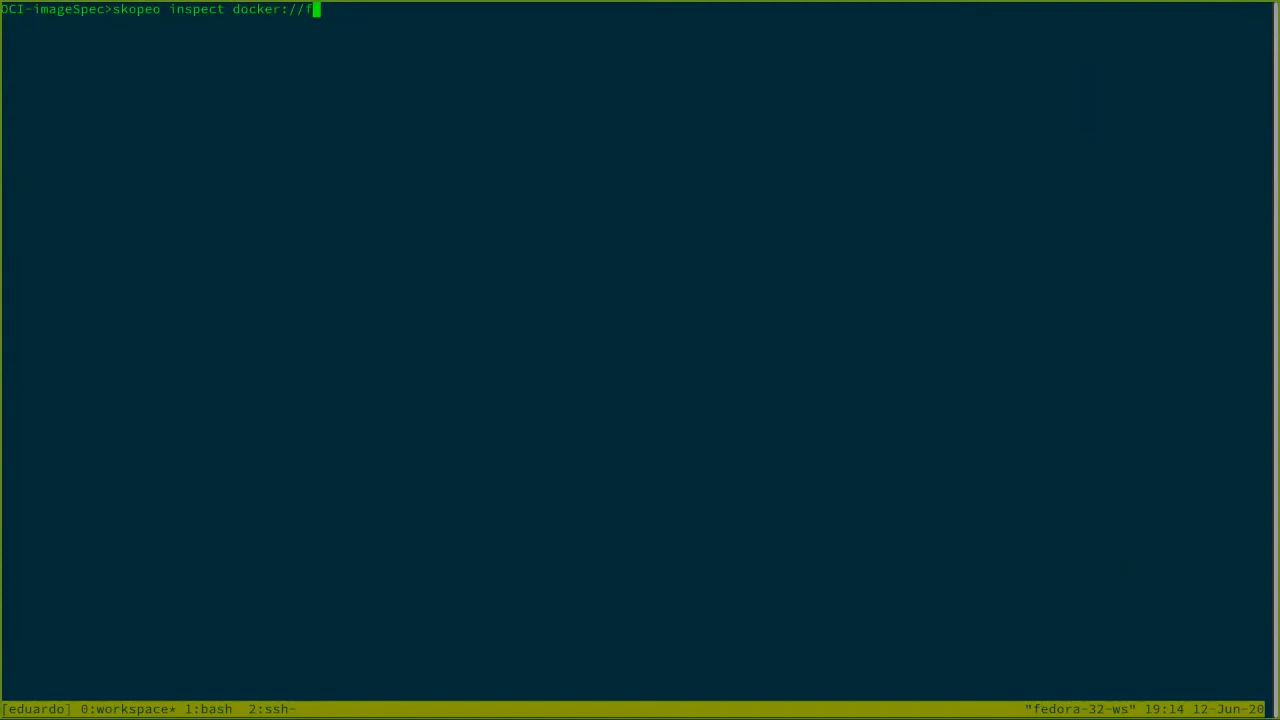 OCI-imageSpec>skopeo inspect docker://f
[eduardo] 0:workspace* 1:bash  2:ssh-    "fedora-32-ws" 19:14 12-Jun-20